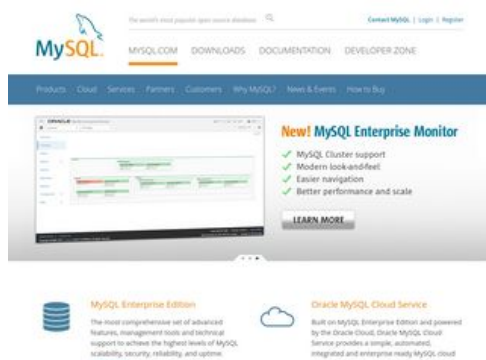 The world's most popular open source database
Contact MySQL | Login | Register
MySQL
MYSQL.COM DOWNLOADS DOCUMENTATION DEVELOPER ZONE
Products Cloud Services Partners Customers Why MySQL? News & Events How to Buy
ORACLE
New! MySQL Enterprise Monitor
MySQL Cluster support
Modern look-and-feel
Easier navigation
Better performance and scale
LEARN MORE
MySQL Enterprise Edition
The most comprehensive set of advanced
features, management tools and technical
support to achieve the highest levels of MySQL
scalability, security, reliability, and uptime.
Oracle MySQL Cloud Service
Built on MySQL Enterprise Edition and powered
by the Oracle Cloud, Oracle MySQL Cloud
Service provides a simple, automated,
integrated and enterprise ready MySQL cloud